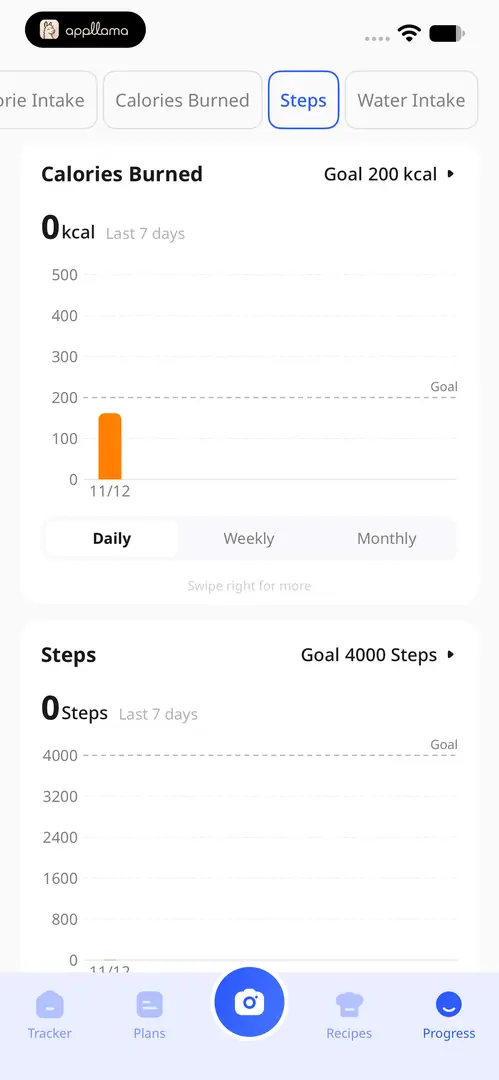 appllama
orie Intake
Calories Burned
Steps
Water Intake
Calories Burned
Goal 200 kcal
0kcal Last 7 days
500
400
300
Goal
200
100
0
11/12
Daily
Weekly
Monthly
Swipe right for more
Steps
Goal 4000 Steps
0Steps Last 7 days
Goal
4000
3200
2400
1600
800
0
11/12
Tracker
Plans
Recipes
Progress